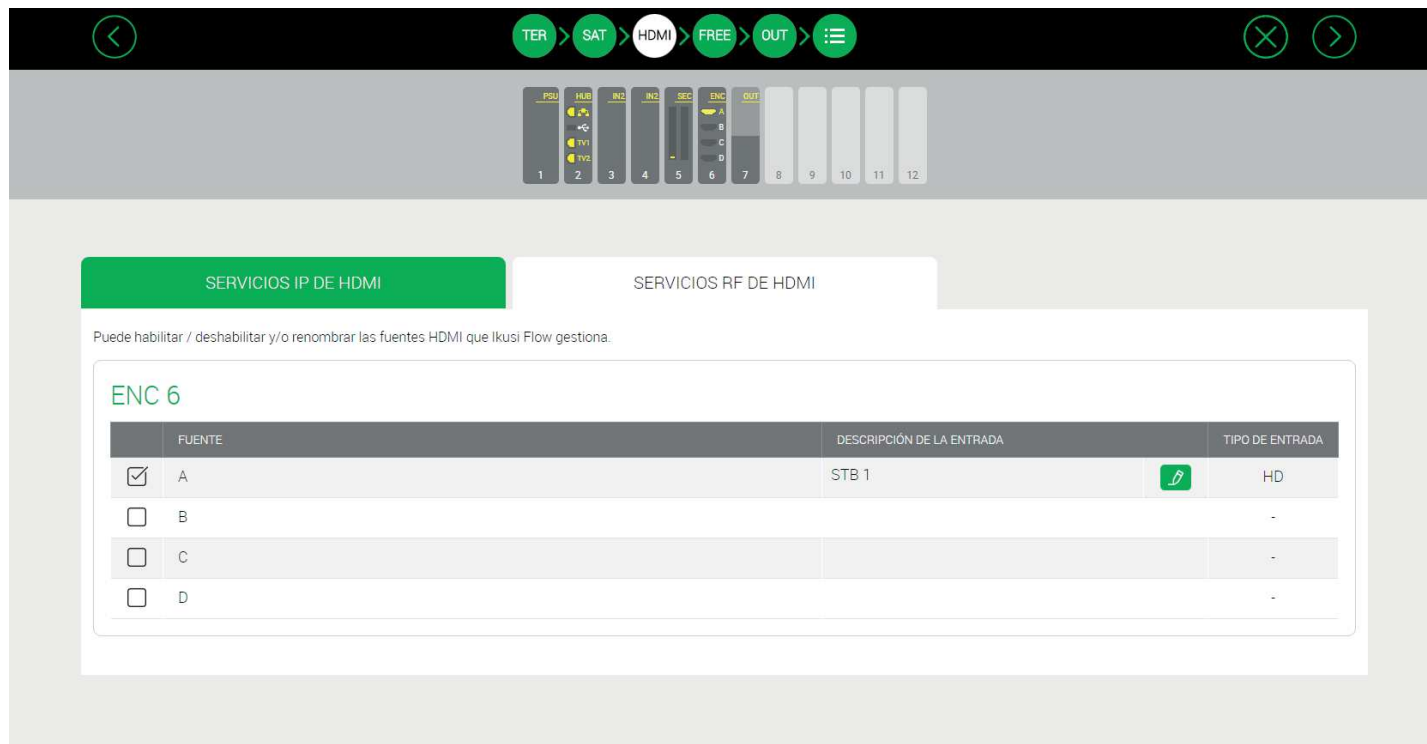 TER > SAT > HDMI > FREE > OUT >
PSU HUB IN2 IN2 SEC ENC OUT
A
B
TV1 C
TV2 D
1 2 3 4 5 6 7 8 9 10 11 12
SERVICIOS IP DE HDMI SERVICIOS RF DE HDMI
Puede habilitar / deshabilitar y/o renombrar las fuentes HDMI que Ikusi Flow gestiona.
ENC 6
FUENTE DESCRIPCIÓN DE LA ENTRADA TIPO DE ENTRADA
A STB 1 HD
B -
C -
D -